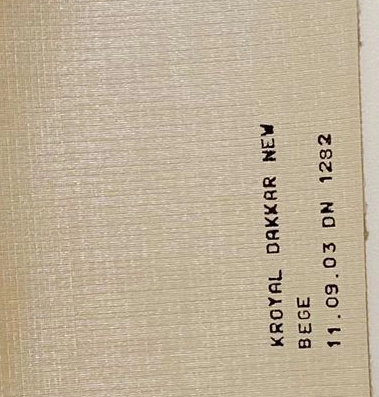 KROYAL DAKKAR NEW
BEGE
11.09.03 DN 1282